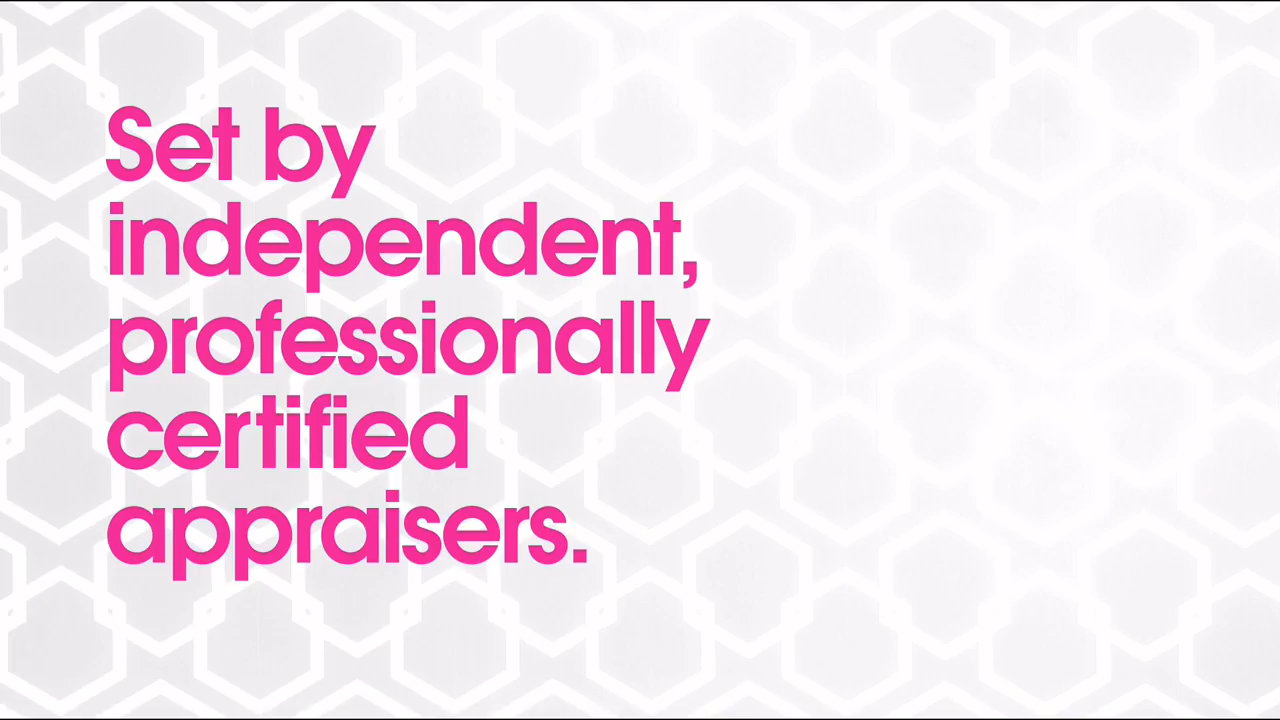 Set by
independent,
professionally
certified
appraisers.